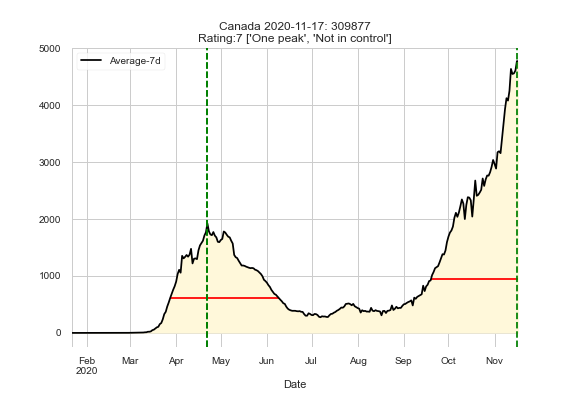 Canada 2020-11-17: 309877
Rating:7 ['One peak', 'Not in control']
5000
Average-7d
4000
3000
2000
1000
0
Feb Mar Apr May Jun Jul Aug Sep Oct Nov
2020
Date